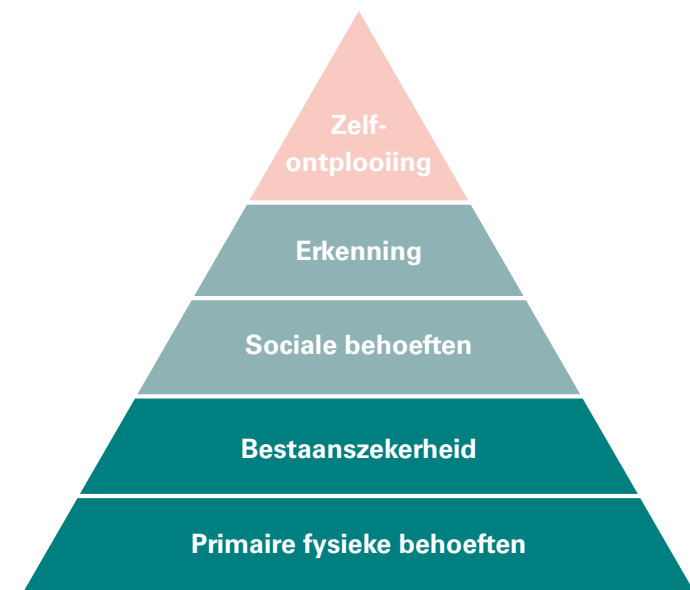 Zelf-
ontplooiing
Erkenning
Sociale behoeften
Bestaanszekerheid
Primaire fysieke behoeften